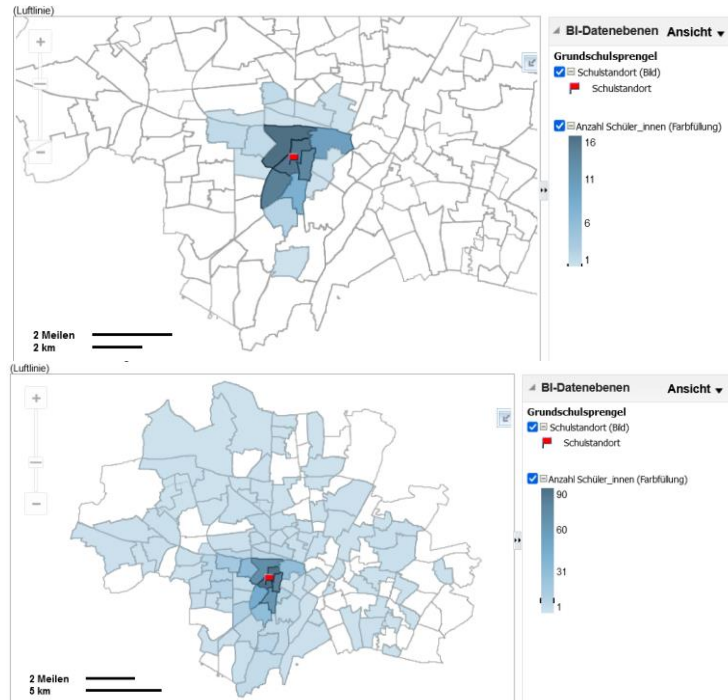 (Luftlinie)
+
−
2 Meilen
2 km
BI-Datenebenen Ansicht
Grundschulsprengel
Schulstandort (Bild)
Schulstandort
Anzahl Schüler_innen (Farbfüllung)
16
11
6
1
(Luftlinie)
+
−
2 Meilen
5 km
BI-Datenebenen Ansicht
Grundschulsprengel
Schulstandort (Bild)
Schulstandort
Anzahl Schüler_innen (Farbfüllung)
90
60
31
1